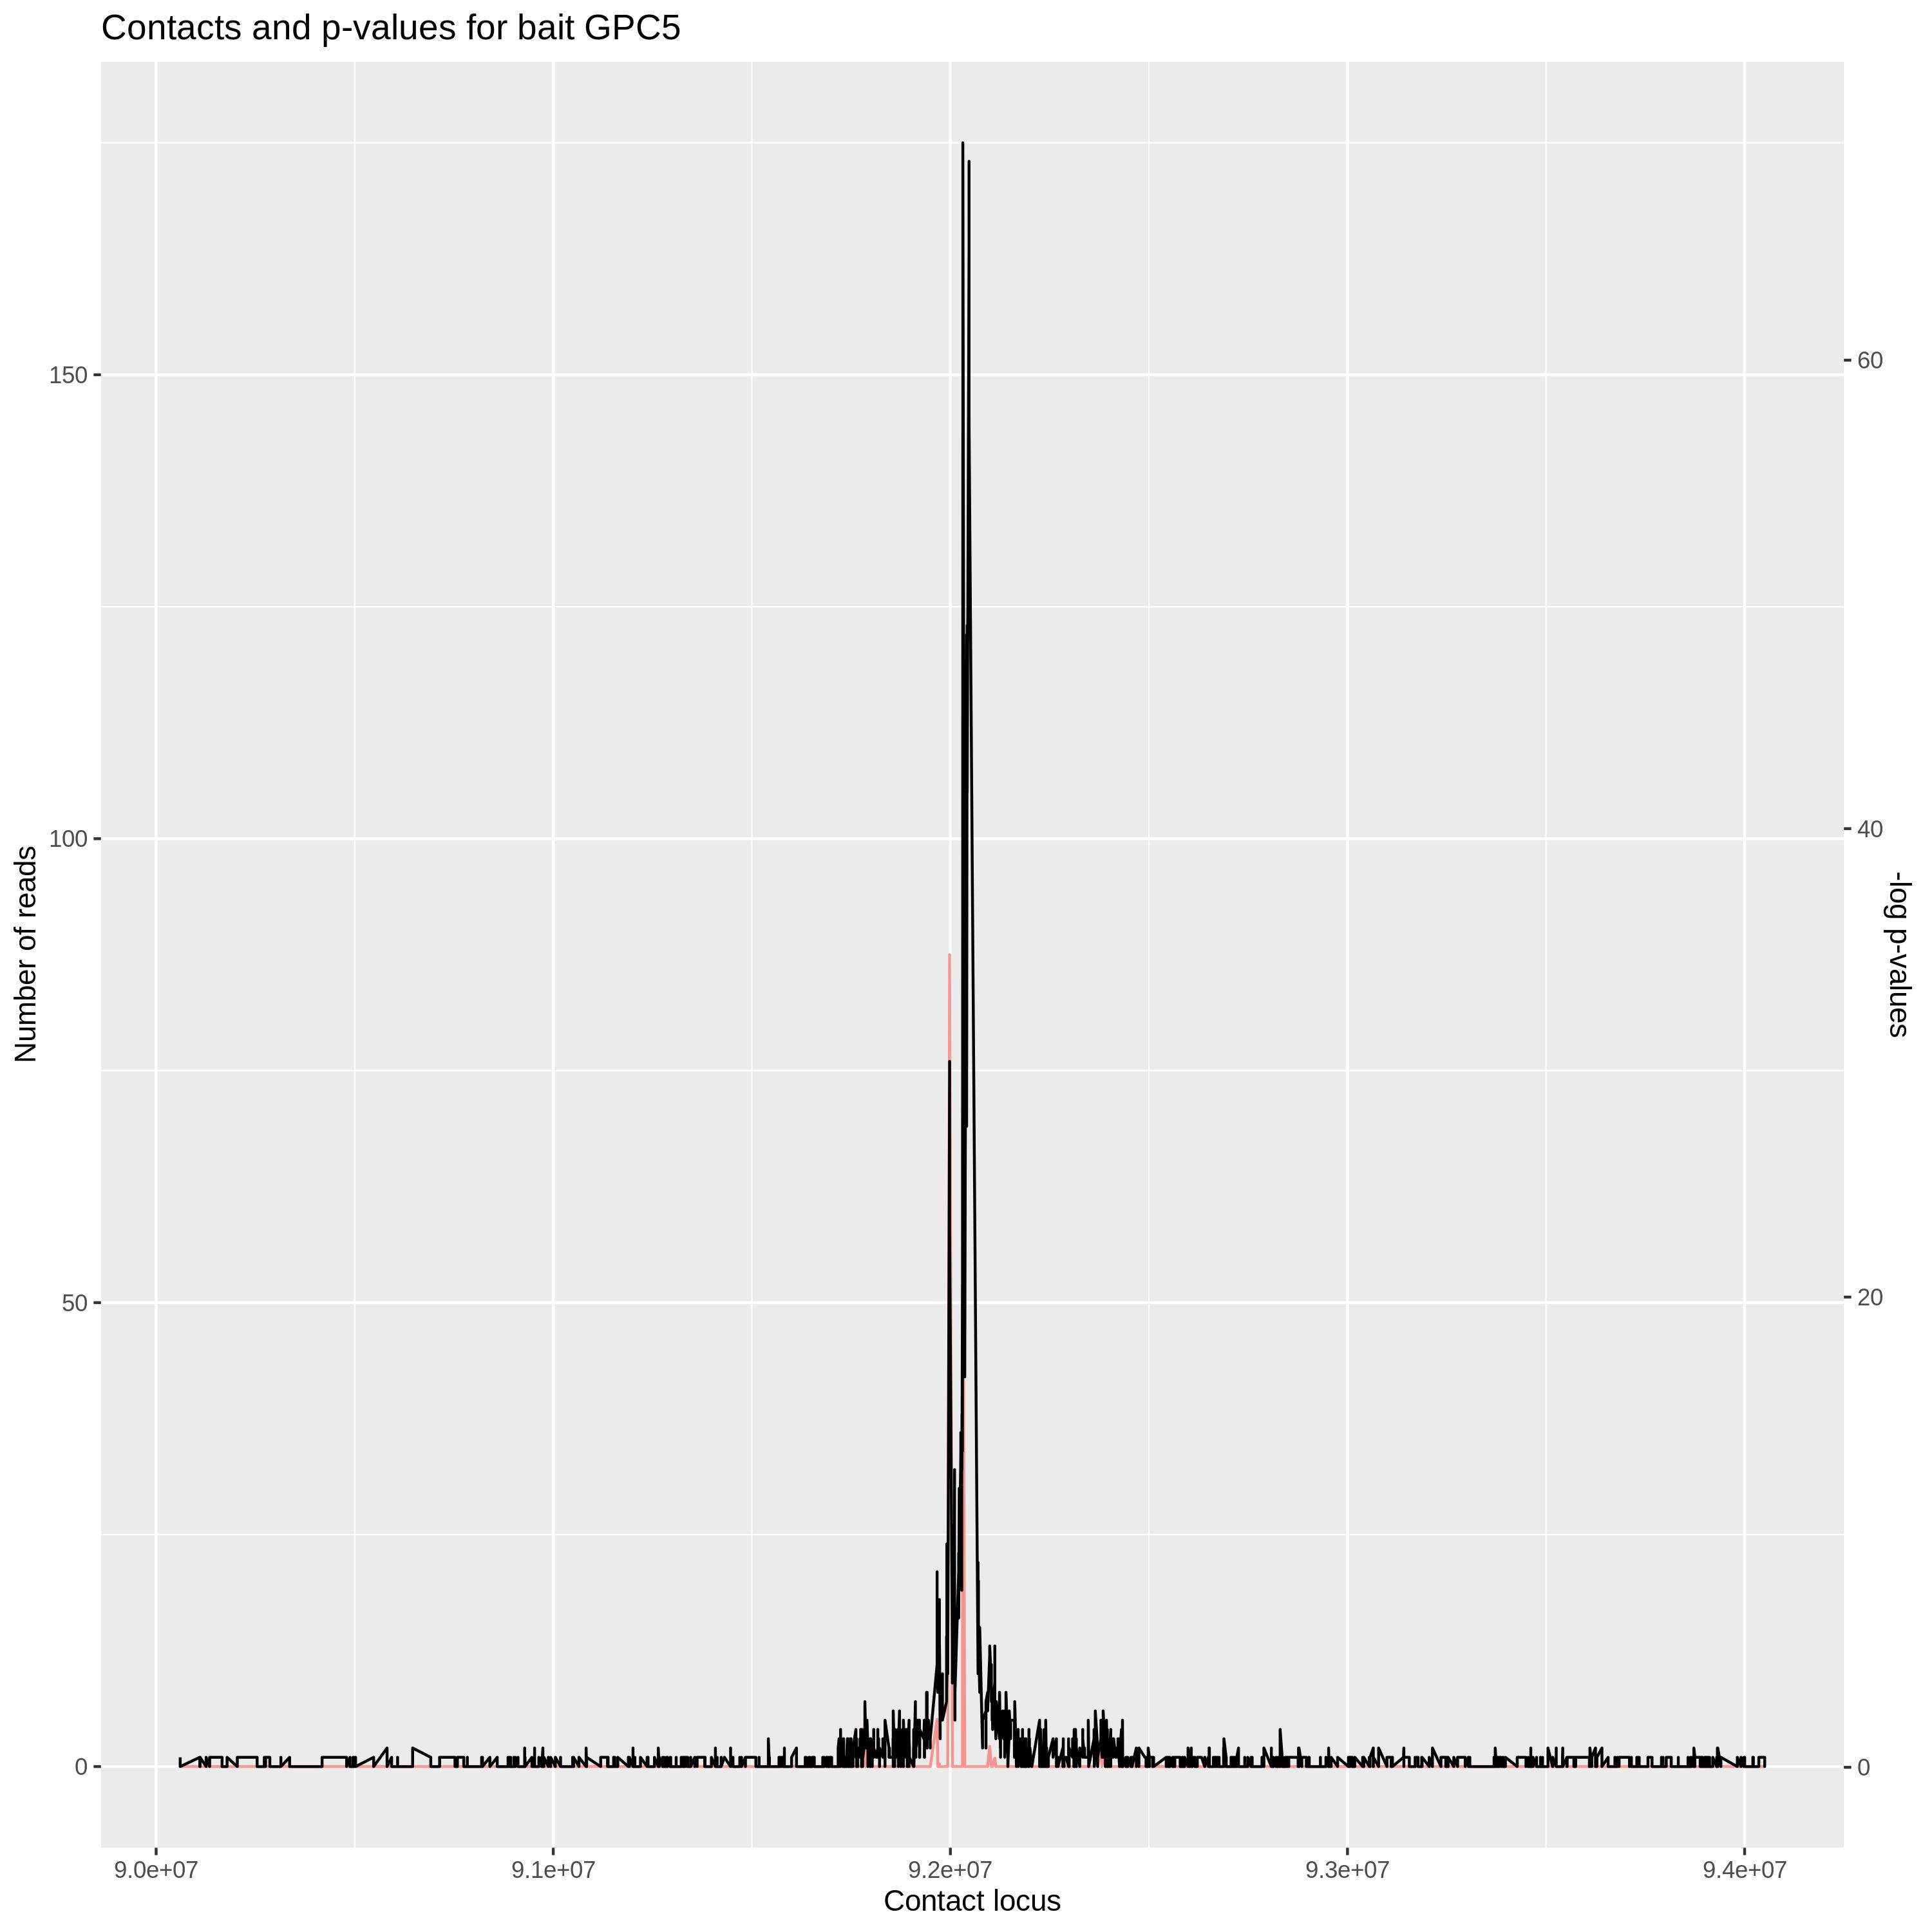 Contacts and p-values for bait GPC5
150
100
50
0
Number of reads
60
40
20
0
-log p-values
9.0e+07 9.1e+07 9.2e+07 9.3e+07 9.4e+07
Contact locus